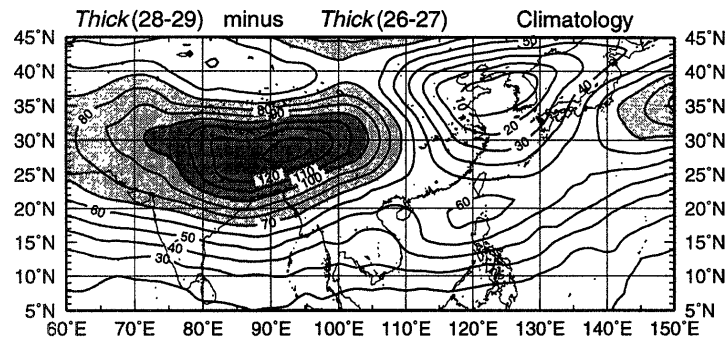 Thick (28-29) minus Thick (26-27) Climatology
45˚N 50 45˚N
40˚N 40˚N
35˚N 80 80 90 10 40 35˚N
30˚N 20 30 30˚N
25˚N 120 110 100 25˚N
20˚N 60 70 60 20˚N
15˚N 50 40 15˚N
10˚N 30 10˚N
5˚N 5˚N
60˚E 70˚E 80˚E 90˚E 100˚E 110˚E 120˚E 130˚E 140˚E 150˚E